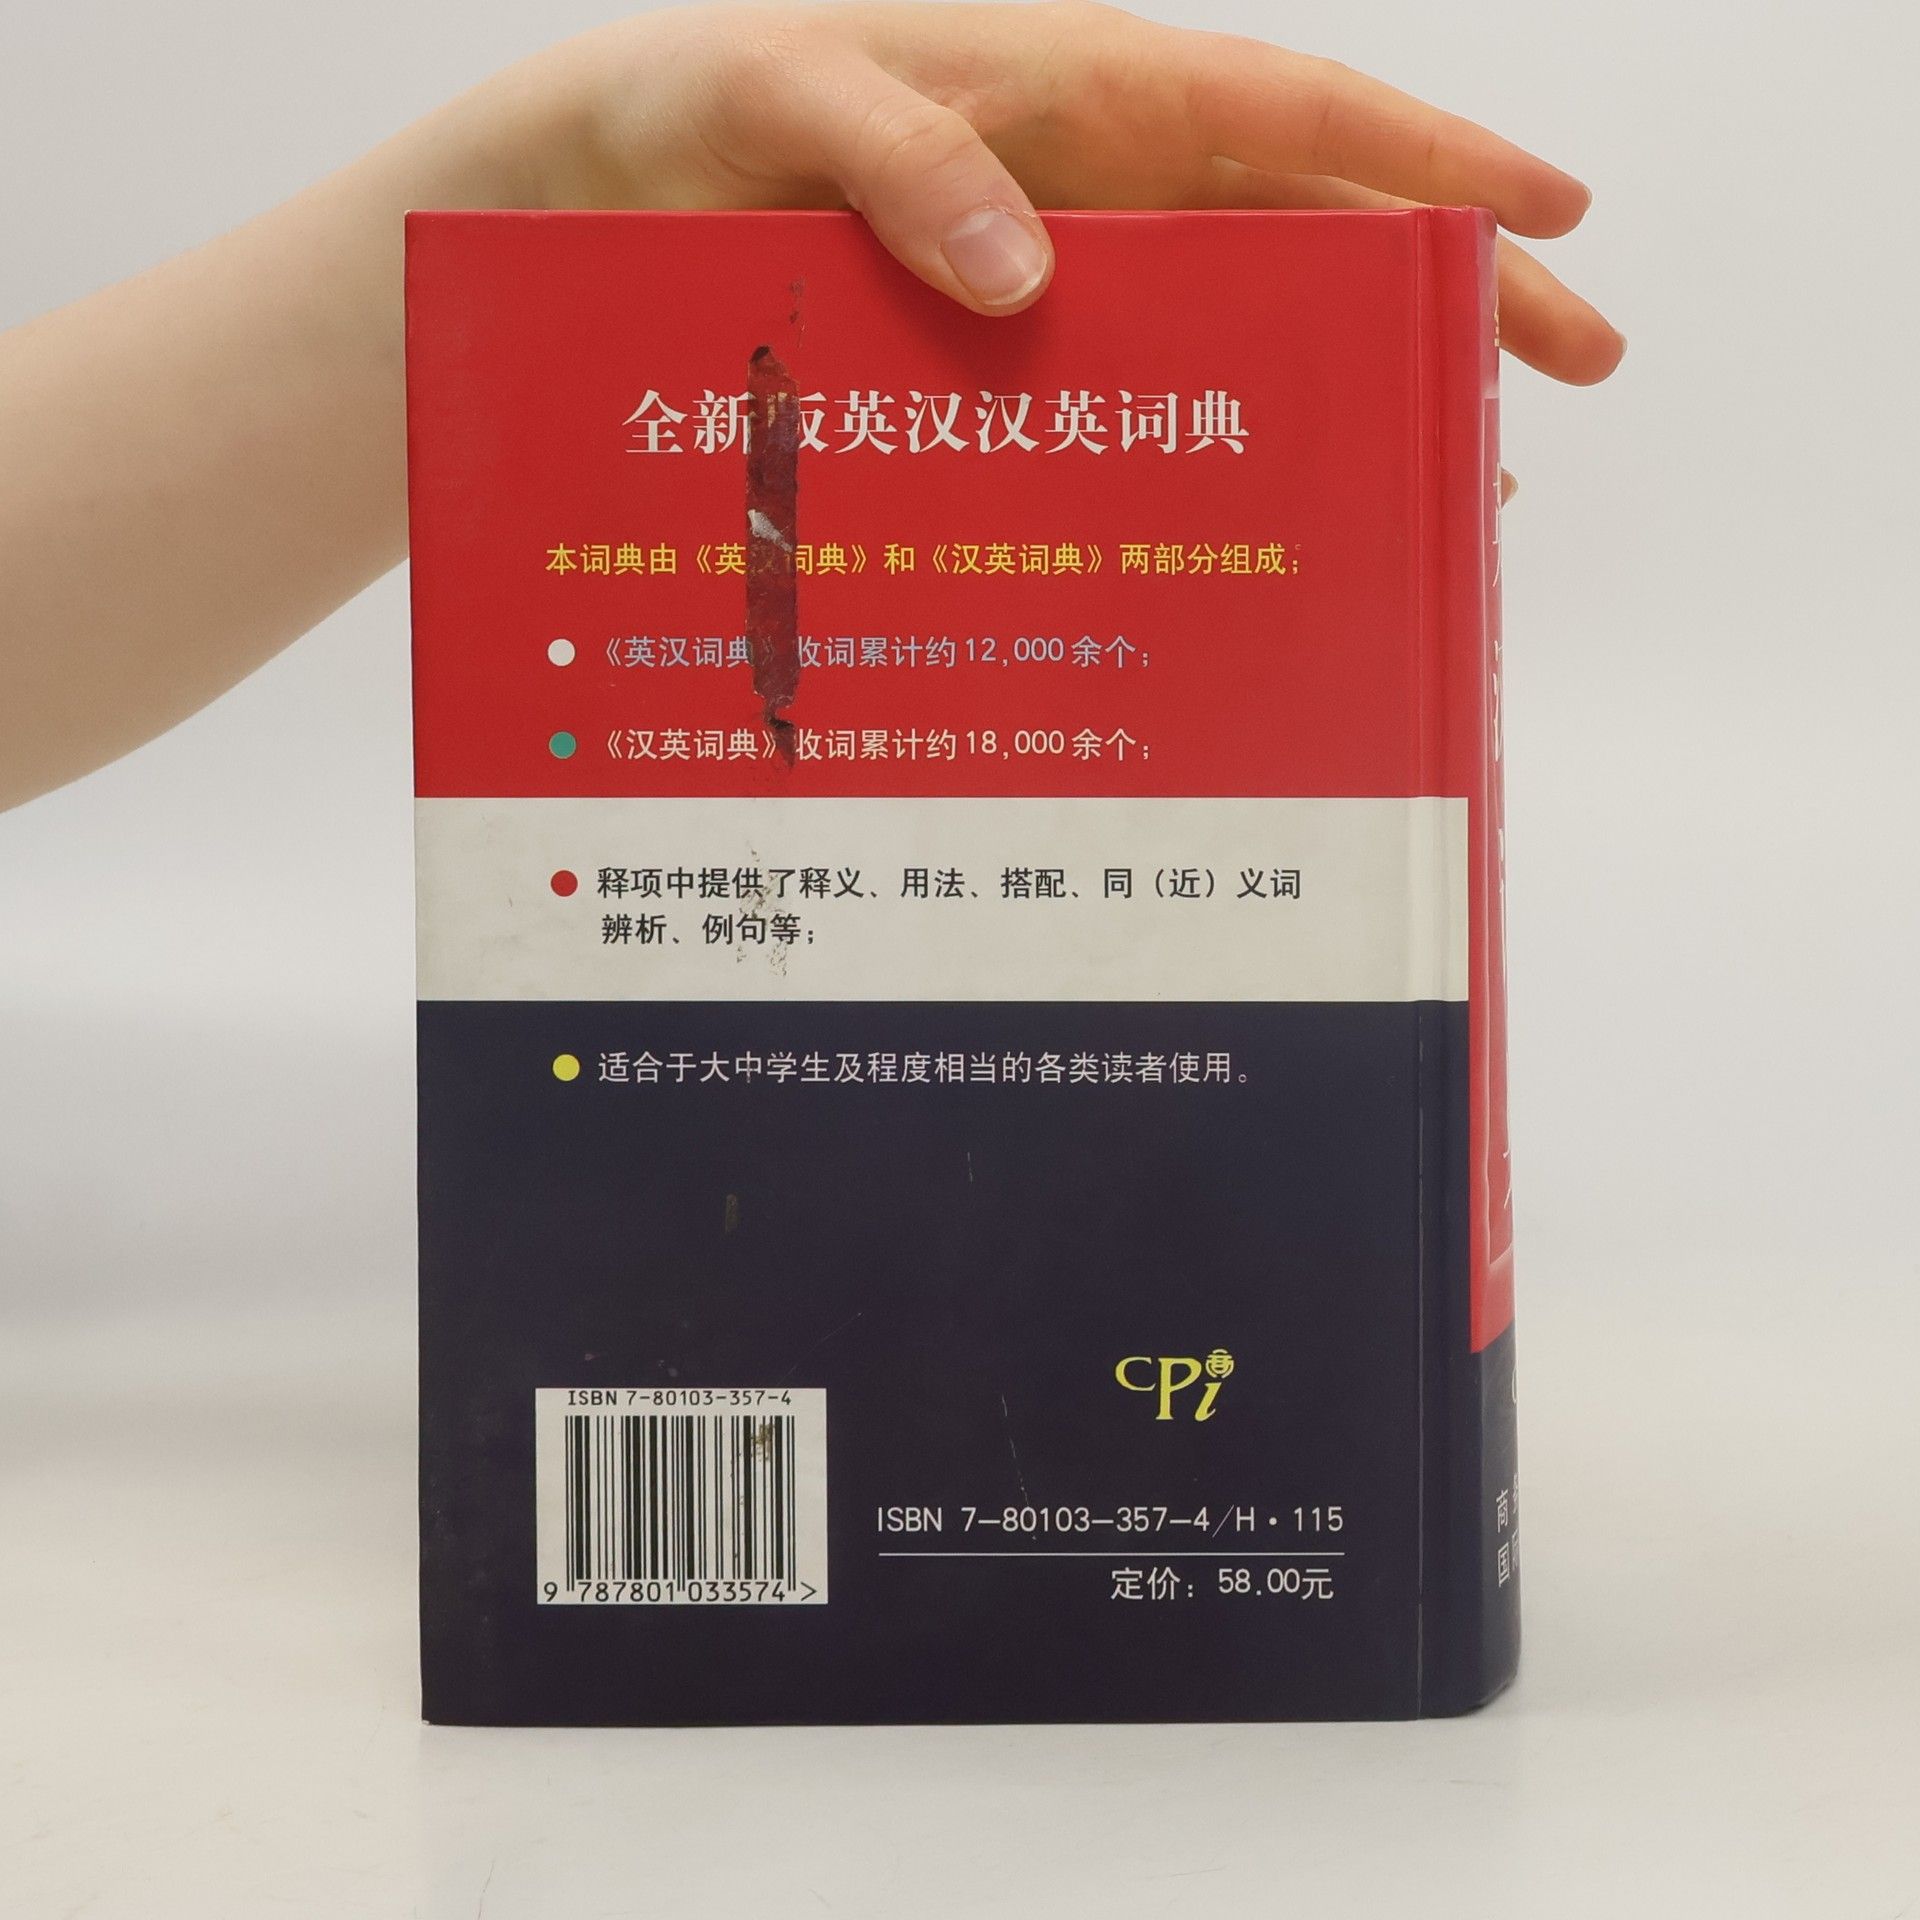 全新版英汉汉英词典
本词典由《英汉词典》和《汉英词典》两部分组成；
《英汉词典》收词累计约12,000余个；
《汉英词典》收词累计约18,000余个；
释项中提供了释义、用法、搭配、同（近）义词
辨析、例句等；
适合于大中学生及程度相当的各类读者使用。
CPi
ISBN 7-80103-357-4
9 787801 033574 >
ISBN 7-80103-357-4/H·115
定价：58.00元
商
国